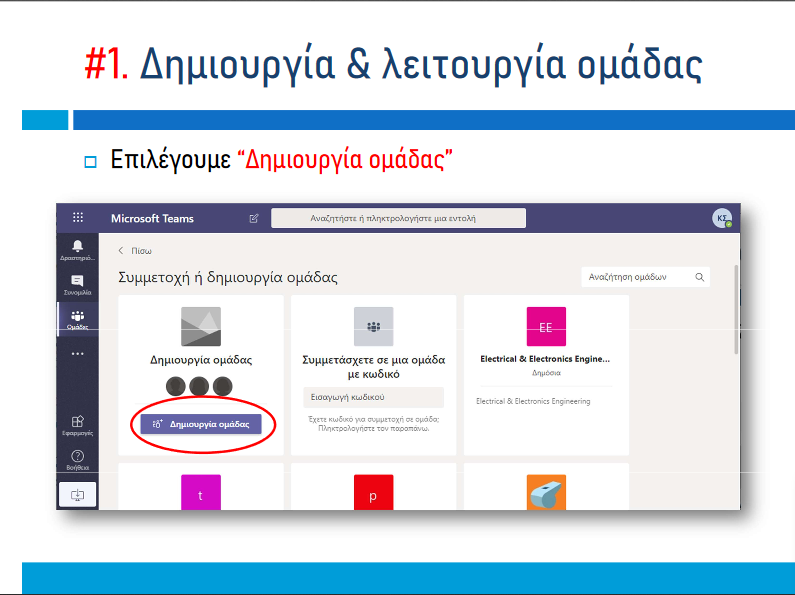 #1. Δημιουργία & λειτουργία ομάδας
Επιλέγουμε “Δημιουργία ομάδας”
Microsoft Teams
Αναζητήστε ή πληκτρολογήστε μια εντολή
ΚΣ
Δραστηριό...
Συνομιλία
Ομάδες
Εφαρμογές
Βοήθεια
Πίσω
Συμμετοχή ή δημιουργία ομάδας
Αναζήτηση ομάδων
Δημιουργία ομάδας
Δημιουργία ομάδας
Συμμετάσχετε σε μια ομάδα
με κωδικό
Εισαγωγή κωδικού
Έχετε κωδικό για συμμετοχή σε ομάδα;
Πληκτρολογήστε τον παραπάνω.
EE
Electrical & Electronics Engine...
Δημόσια
Electrical & Electronics Engineering
t
p